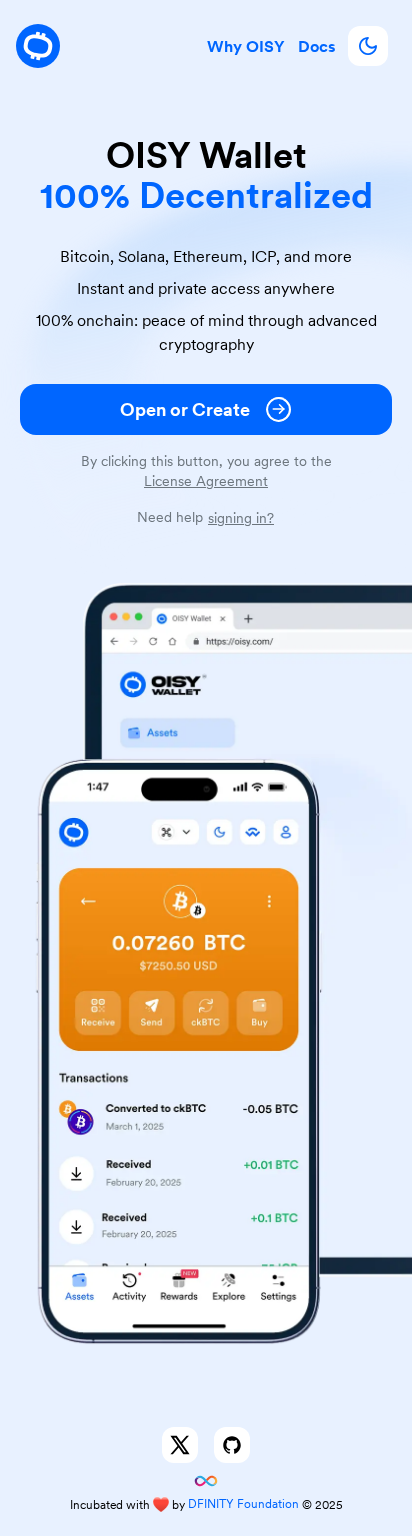 Why OISY Docs
OISY Wallet
100% Decentralized
Bitcoin, Solana, Ethereum, ICP, and more
Instant and private access anywhere
100% onchain: peace of mind through advanced
cryptography
Open or Create
By clicking this button, you agree to the
License Agreement
Need help signing in?
OISY Wallet
https://oisy.com/
OISY
WALLET
Assets
1:47
0.07260 BTC
$7250.50 USD
Receive Send ckBTC Buy
Transactions
Converted to ckBTC -0.05 BTC
March 1, 2025
Received +0.01 BTC
February 20, 2025
Received +0.1 BTC
February 20, 2025
NEW
Assets Activity Rewards Explore Settings
Incubated with ❤️ by DFINITY Foundation © 2025